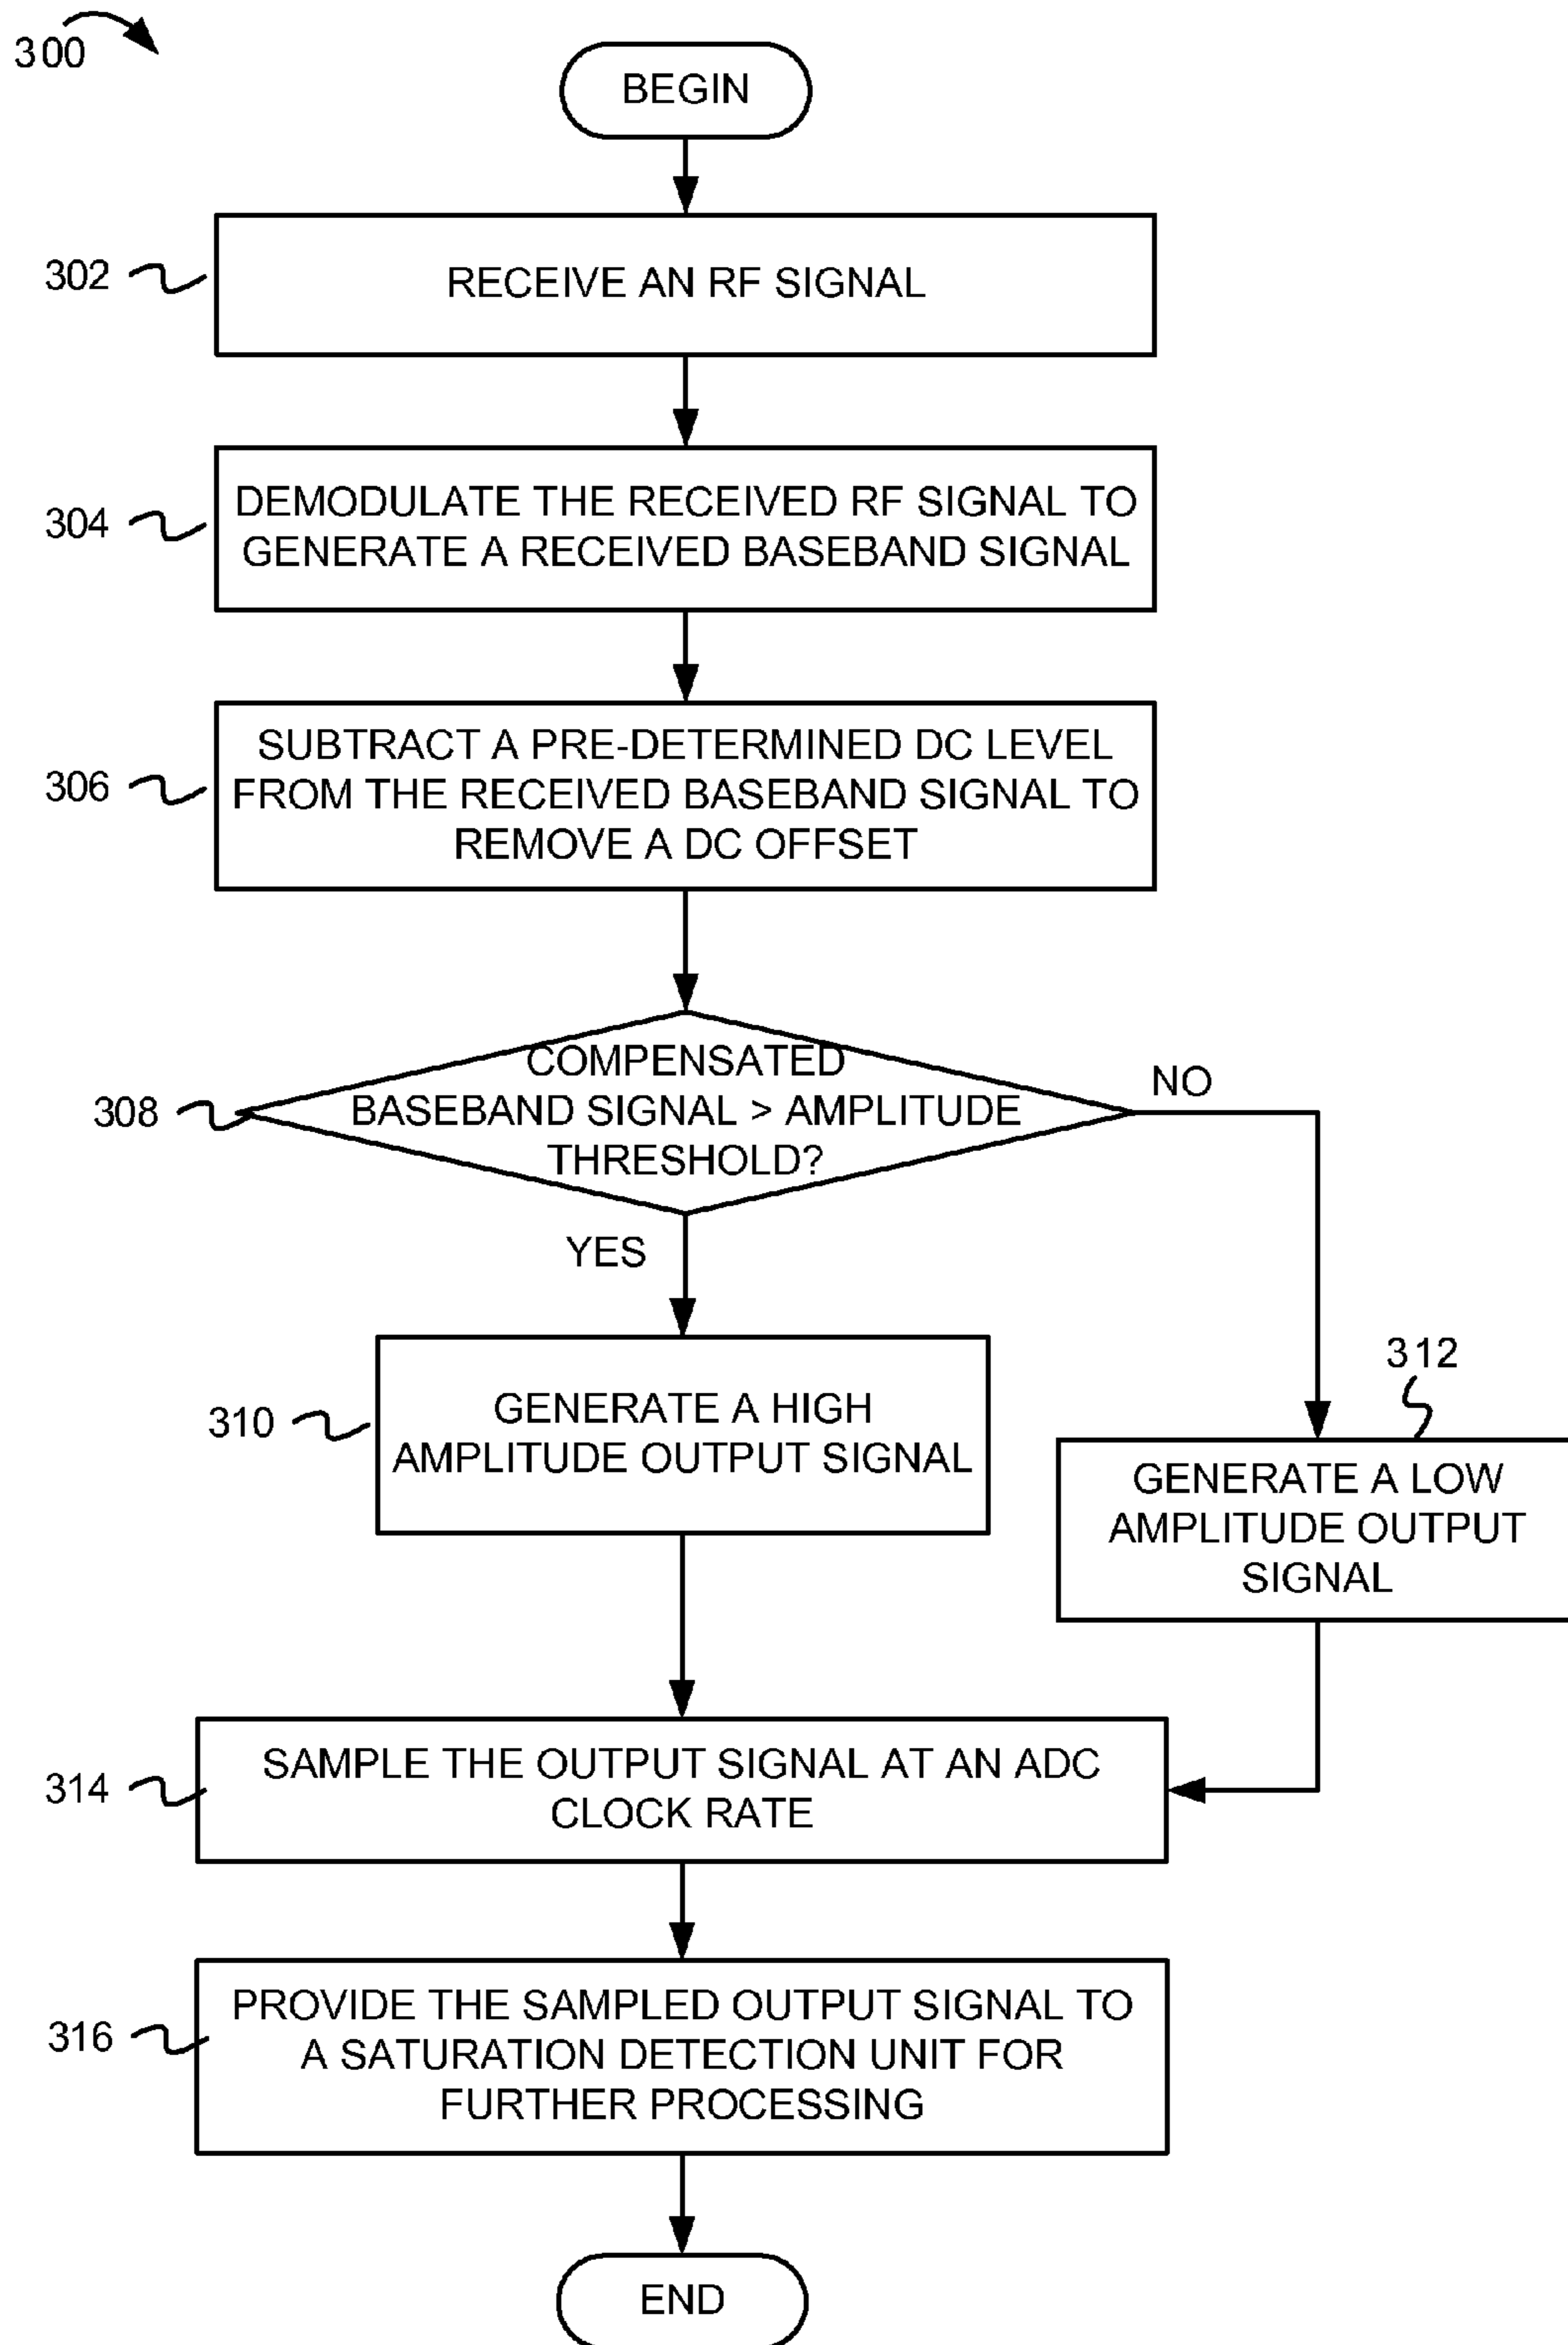 300
BEGIN
302
RECEIVE AN RF SIGNAL
304
DEMODULATE THE RECEIVED RF SIGNAL TO
GENERATE A RECEIVED BASEBAND SIGNAL
306
SUBTRACT A PRE-DETERMINED DC LEVEL
FROM THE RECEIVED BASEBAND SIGNAL TO
REMOVE A DC OFFSET
308
COMPENSATED
BASEBAND SIGNAL > AMPLITUDE
THRESHOLD?
NO
YES
310
GENERATE A HIGH
AMPLITUDE OUTPUT SIGNAL
312
GENERATE A LOW
AMPLITUDE OUTPUT
SIGNAL
314
SAMPLE THE OUTPUT SIGNAL AT AN ADC
CLOCK RATE
316
PROVIDE THE SAMPLED OUTPUT SIGNAL TO
A SATURATION DETECTION UNIT FOR
FURTHER PROCESSING
END